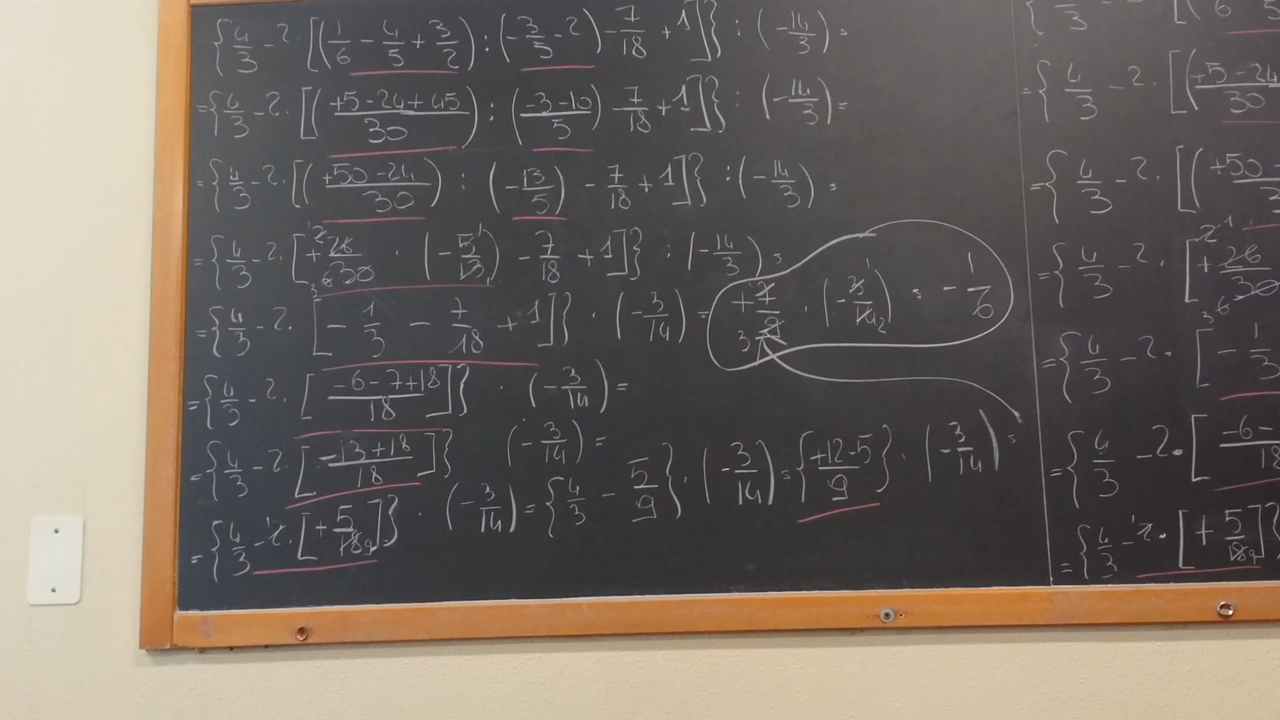 {4/3 - 2 · [(1/6 - 4/5 + 3/2) : (-3/5 - 2) - 7/18 + 1]} : (-14/3) =
= {4/3 - 2 · [(+5-24+45/30) : (-3-10/5) - 7/18 + 1]} : (-14/3) =
= {4/3 - 2 · [(+50-24/30) : (-13/5) - 7/18 + 1]} : (-14/3) =
= {4/3 - 2 · [+26/30 · (-5/13) - 7/18 + 1]} : (-14/3) =
= {4/3 - 2 · [-1/3 - 7/18 + 1]} · (-3/14) = +7/9 · (-3/14) = -1/6
= {4/3 - 2 · [-6-7+18/18]} · (-3/14) =
= {4/3 - 2 · [-13+18/18]} (-3/14) =
= {4/3 - 2 · [+5/18]} · (-3/14) = {4/3 - 5/9} · (-3/14) = {+12-5/9} · (-3/14) =
= {4/3 - 2 · [(+5-24
30
= {4/3 - 2 · [(+50
3
= {4/3 - 2 · [+26/30
= {4/3 - 2 · [-1/3
= {4/3 - 2 · [-6-
18
= {4/3 - 2 · [+5/18]}